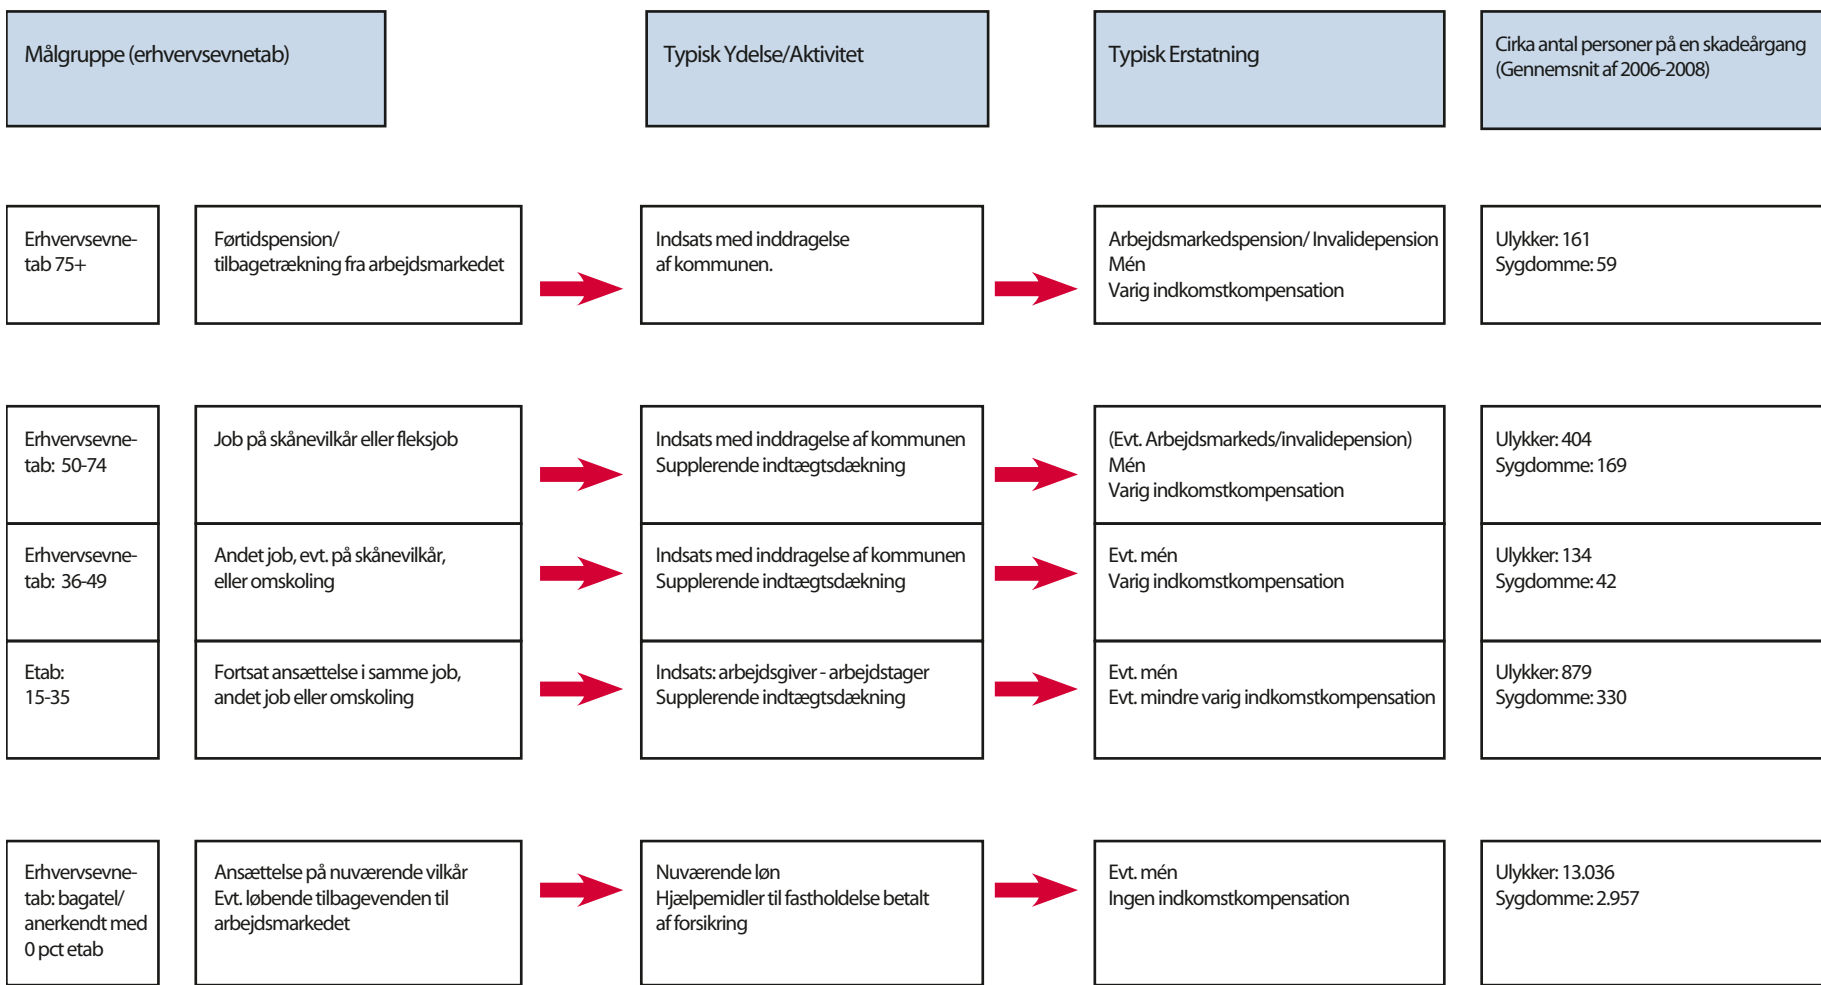 Målgruppe (erhvervsevnetab)
Typisk Ydelse/Aktivitet
Typisk Erstatning
Cirka antal personer på en skadeårgang
(Gennemsnit af 2006-2008)
Erhvervsevne-
tab 75+
Førtidspension/
tilbagetrækning fra arbejdsmarkedet
Indsats med inddragelse
af kommunen.
Arbejdsmarkedspension/ Invalidepension
Mén
Varig indkomstkompensation
Ulykker: 161
Sygdomme: 59
Erhvervsevne-
tab: 50-74
Job på skånevilkår eller fleksjob
Indsats med inddragelse af kommunen
Supplerende indtægtsdækning
(Evt. Arbejdsmarkeds/invalidepension)
Mén
Varig indkomstkompensation
Ulykker: 404
Sygdomme: 169
Erhvervsevne-
tab: 36-49
Andet job, evt. på skånevilkår,
eller omskoling
Indsats med inddragelse af kommunen
Supplerende indtægtsdækning
Evt. mén
Varig indkomstkompensation
Ulykker: 134
Sygdomme: 42
Etab:
15-35
Fortsat ansættelse i samme job,
andet job eller omskoling
Indsats: arbejdsgiver - arbejdstager
Supplerende indtægtsdækning
Evt. mén
Evt. mindre varig indkomstkompensation
Ulykker: 879
Sygdomme: 330
Erhvervsevne-
tab: bagatel/
anerkendt med
0 pct etab
Ansættelse på nuværende vilkår
Evt. løbende tilbagevenden til
arbejdsmarkedet
Nuværende løn
Hjælpemidler til fastholdelse betalt
af forsikring
Evt. mén
Ingen indkomstkompensation
Ulykker: 13.036
Sygdomme: 2.957